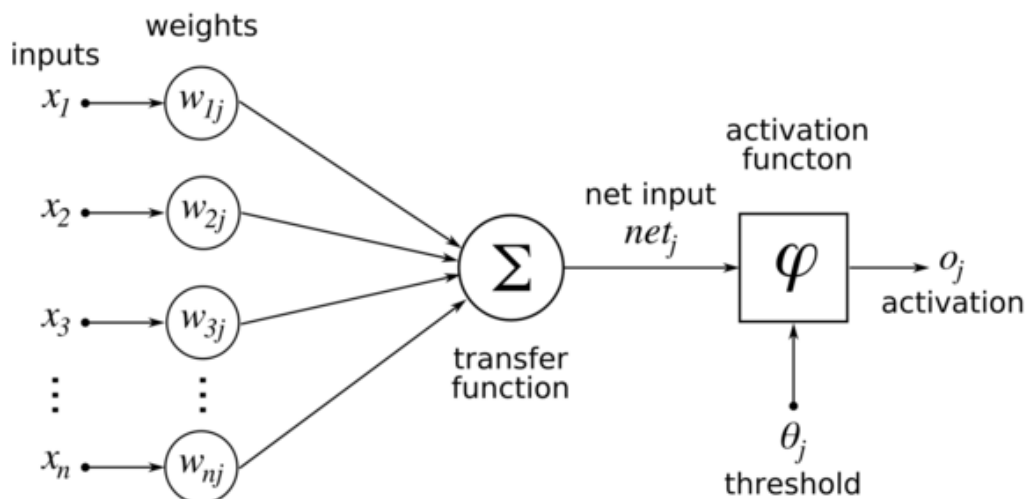 weights
inputs
x1
w1j
x2
w2j
x3
w3j
⋮
⋮
xn
wnj
Σ
transfer
function
net input
netj
activation
functon
φ
oj
activation
θj
threshold